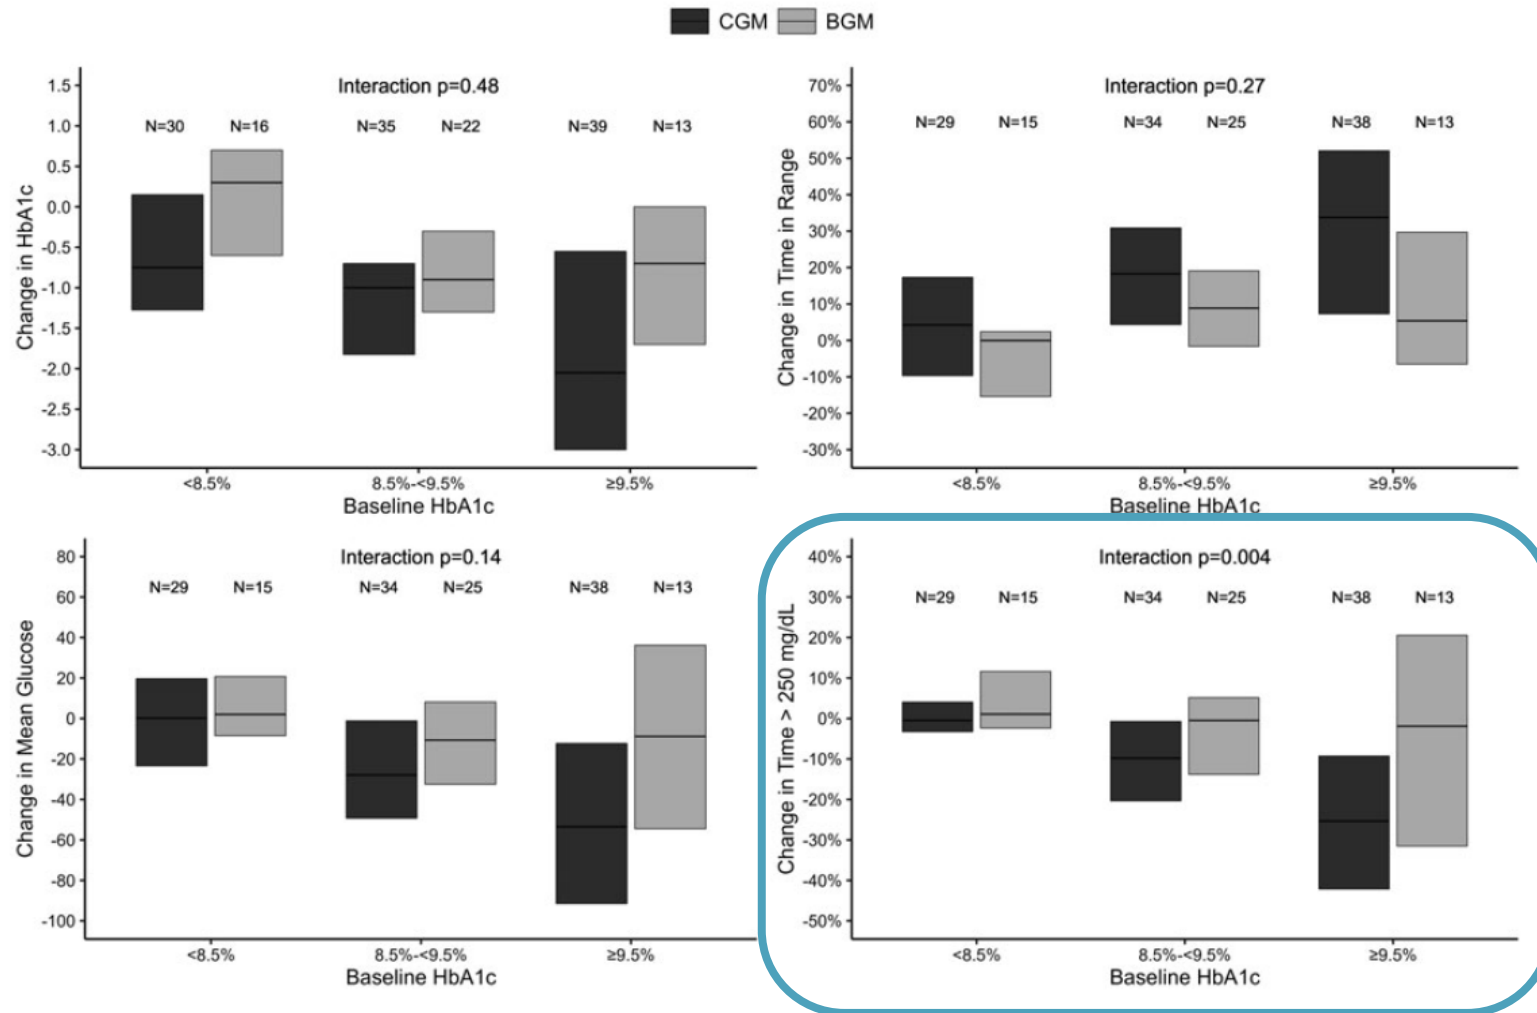 CGM BGM
Interaction p=0.48
N=30 N=16 N=35 N=22 N=39 N=13
Change in HbA1c
1.5
1.0
0.5
0.0
-0.5
-1.0
-1.5
-2.0
-2.5
-3.0
<8.5% 8.5%-<9.5% ≥9.5%
Baseline HbA1c
Interaction p=0.27
N=29 N=15 N=34 N=25 N=38 N=13
Change in Time in Range
70%
60%
50%
40%
30%
20%
10%
0%
-10%
-20%
-30%
<8.5% 8.5%-<9.5% ≥9.5%
Baseline HbA1c
Interaction p=0.14
N=29 N=15 N=34 N=25 N=38 N=13
Change in Mean Glucose
80
60
40
20
0
-20
-40
-60
-80
-100
<8.5% 8.5%-<9.5% ≥9.5%
Baseline HbA1c
Interaction p=0.004
N=29 N=15 N=34 N=25 N=38 N=13
Change in Time > 250 mg/dL
40%
30%
20%
10%
0%
-10%
-20%
-30%
-40%
-50%
<8.5% 8.5%-<9.5% ≥9.5%
Baseline HbA1c